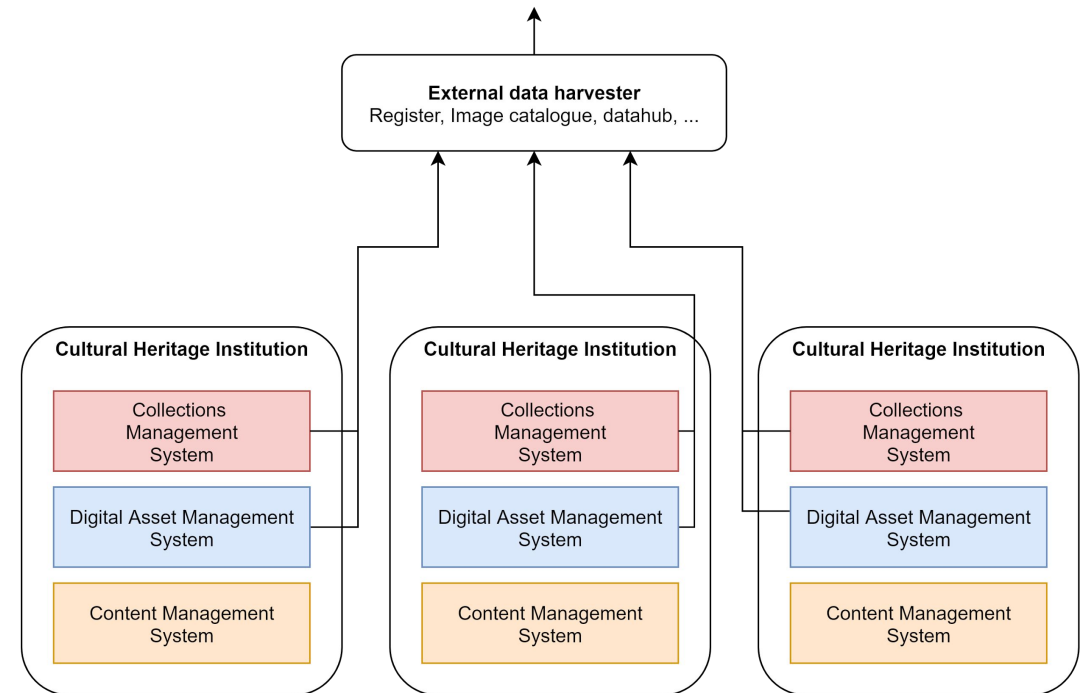 External data harvester
Register, Image catalogue, datahub, ...
Cultural Heritage Institution
Collections
Management
System
Digital Asset Management
System
Content Management
System
Cultural Heritage Institution
Collections
Management
System
Digital Asset Management
System
Content Management
System
Cultural Heritage Institution
Collections
Management
System
Digital Asset Management
System
Content Management
System